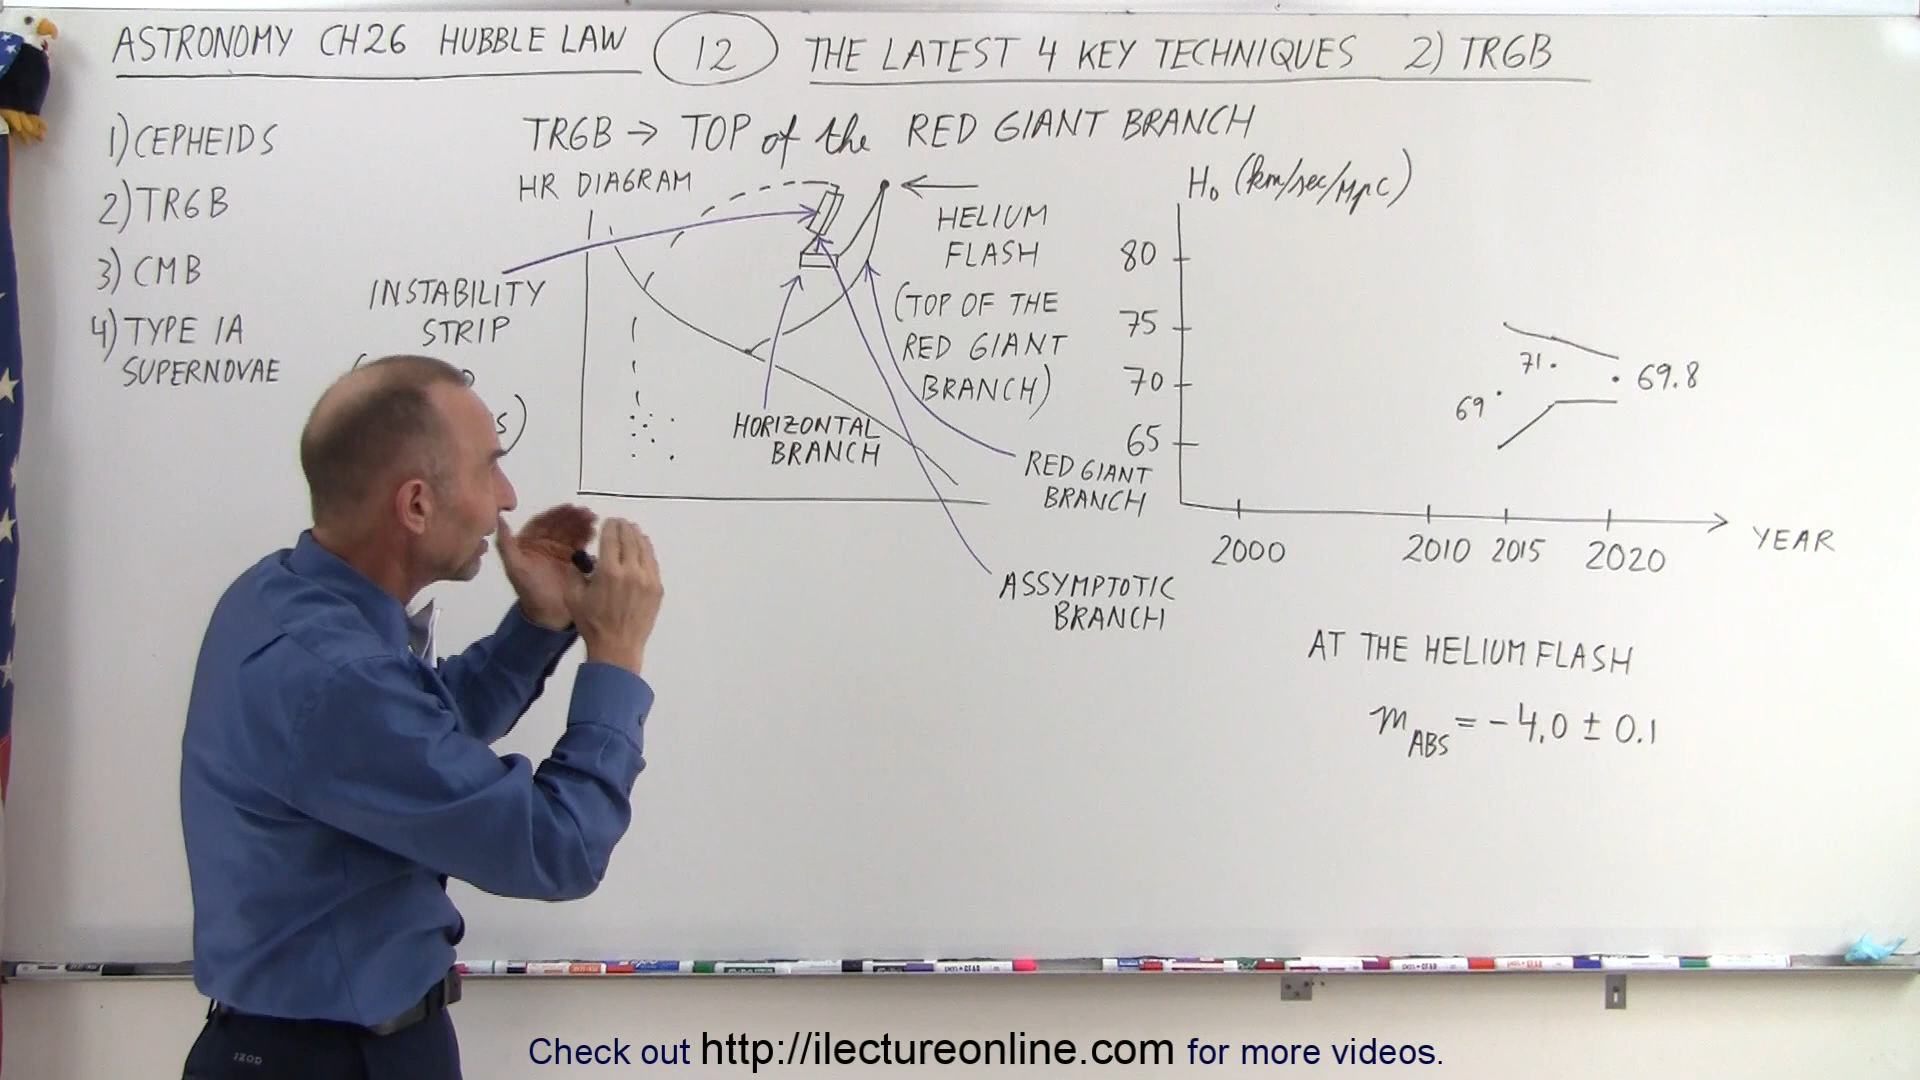 ASTRONOMY CH26 HUBBLE LAW 12 THE LATEST 4 KEY TECHNIQUES 2) TRGB
1) CEPHEIDS
2) TRGB
3) CMB
4) TYPE IA
SUPERNOVAE
TRGB → TOP of the RED GIANT BRANCH
HR DIAGRAM
INSTABILITY
STRIP
S)
HELIUM
FLASH
(TOP OF THE
RED GIANT
BRANCH)
HORIZONTAL
BRANCH
RED GIANT
BRANCH
ASSYMPTOTIC
BRANCH
H₀ (km/sec/Mpc)
80
75
70
65
71
69
69.8
2000 2010 2015 2020 YEAR
AT THE HELIUM FLASH
m ABS = -4.0 ± 0.1
IZOD
Check out http://ilectureonline.com for more videos.